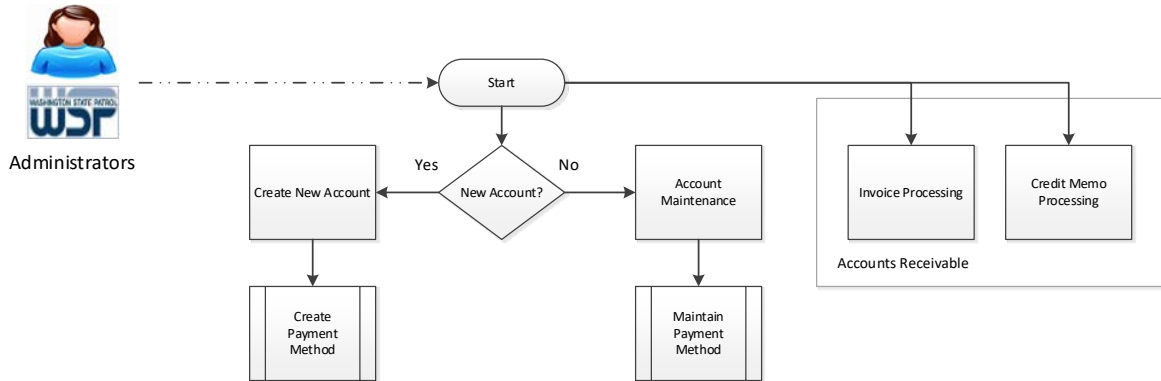 WASHINGTON STATE PATROL
WSP
Administrators
Start
Yes
No
Create New Account
New Account?
Account
Maintenance
Invoice Processing
Credit Memo
Processing
Accounts Receivable
Create
Payment
Method
Maintain
Payment
Method